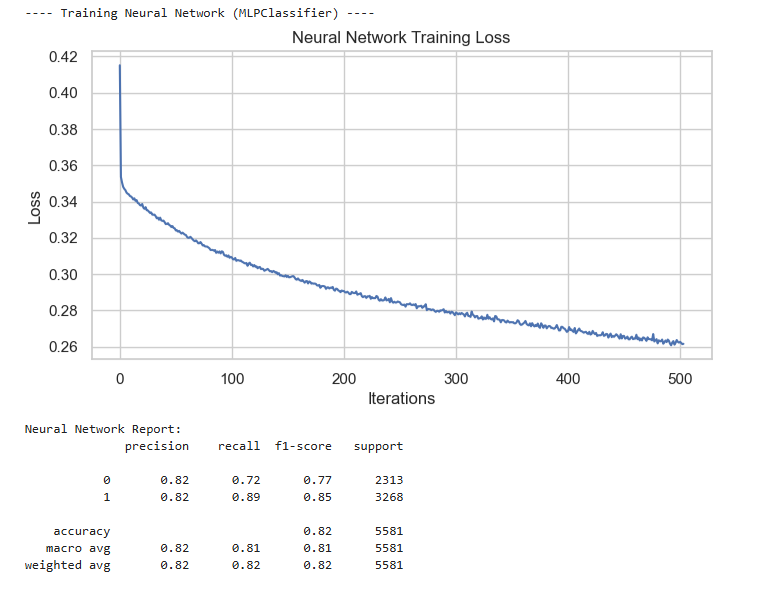 ---- Training Neural Network (MLPClassifier) ----
Neural Network Training Loss
0.42
0.40
0.38
0.36
0.34
0.32
0.30
0.28
0.26
Loss
0 100 200 300 400 500
Iterations
Neural Network Report:
precision recall f1-score support
0 0.82 0.72 0.77 2313
1 0.82 0.89 0.85 3268
accuracy 0.82 5581
macro avg 0.82 0.81 0.81 5581
weighted avg 0.82 0.82 0.82 5581